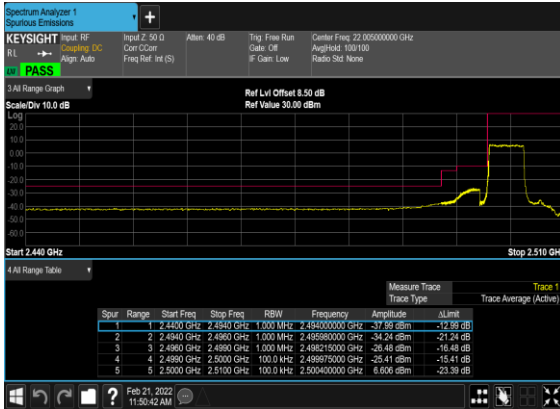 Spectrum Analyzer 1
Spurious Emissions
+
KEYSIGHT
RL
Input: RF
Coupling: DC
Align: Auto
Input Z: 50 Ω
Corr CCorr
Freq Ref: Int (S)
Atten: 40 dB
Trig: Free Run
Gate: Off
IF Gain: Low
Center Freq: 22.005000000 GHz
Avg|Hold: 100/100
Radio Std: None
PASS
3 All Range Graph
Scale/Div 10.0 dB
Ref Lvl Offset 8.50 dB
Ref Value 30.00 dBm
Log
20.0
10.0
0.00
-10.0
-20.0
-30.0
-40.0
-50.0
-60.0
Start 2.440 GHz
Stop 2.510 GH
4 All Range Table
Measure Trace Trace 1
Trace Type Trace Average (Active)
Spur Range Start Freq Stop Freq RBW Frequency Amplitude ΔLimit
1 1 2.4400 GHz 2.4940 GHz 1.000 MHz 2.494000000 GHz -37.99 dBm -12.99 dB
2 2 2.4940 GHz 2.4960 GHz 1.000 MHz 2.495980000 GHz -34.24 dBm -21.24 dB
3 3 2.4960 GHz 2.4990 GHz 1.000 MHz 2.498215000 GHz -26.48 dBm -16.48 dB
4 4 2.4990 GHz 2.5000 GHz 100.0 kHz 2.499975000 GHz -25.41 dBm -15.41 dB
5 5 2.5000 GHz 2.5100 GHz 100.0 kHz 2.500400000 GHz 6.606 dBm -23.39 dB
?
Feb 21, 2022
11:50:42 AM